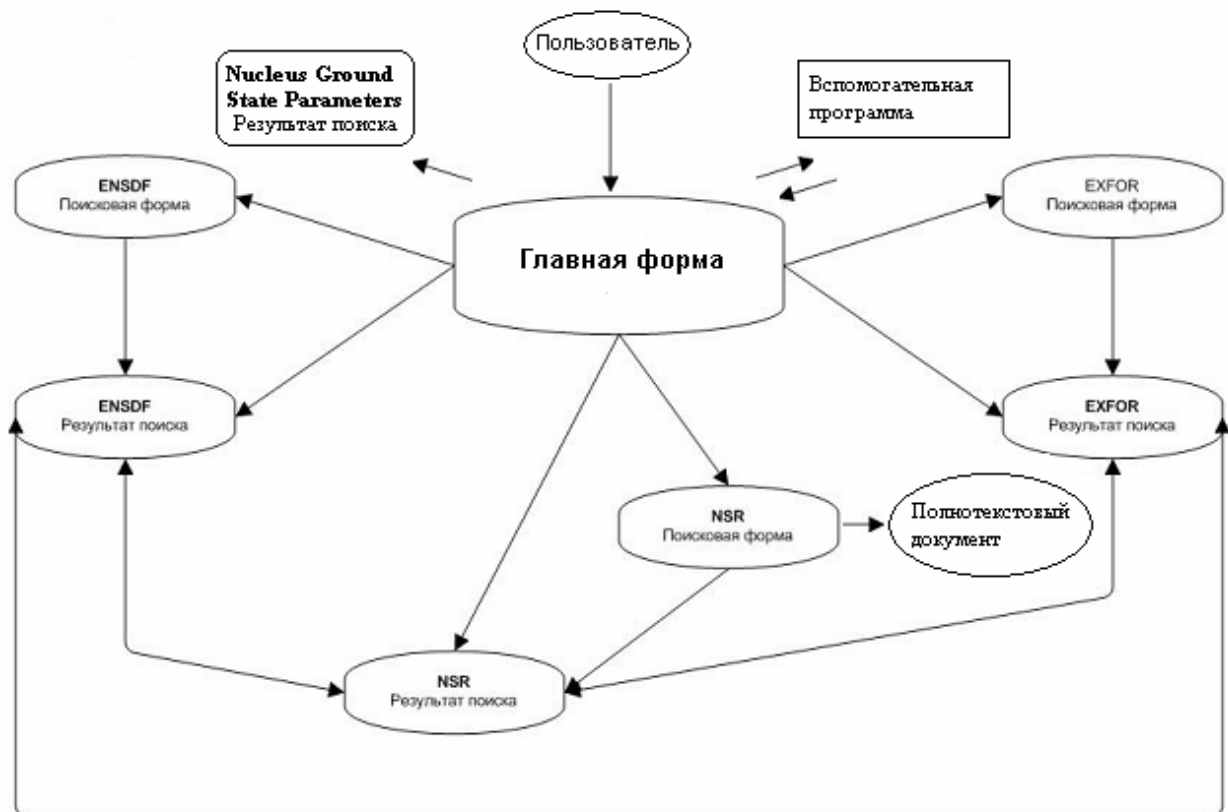 Пользователь
Nucleus Ground
State Parameters
Результат поиска
Вспомогательная
программа
ENSDF
Поисковая форма
EXFOR
Поисковая форма
Главная форма
ENSDF
Результат поиска
EXFOR
Результат поиска
NSR
Поисковая форма
Полнотекстовый
документ
NSR
Результат поиска